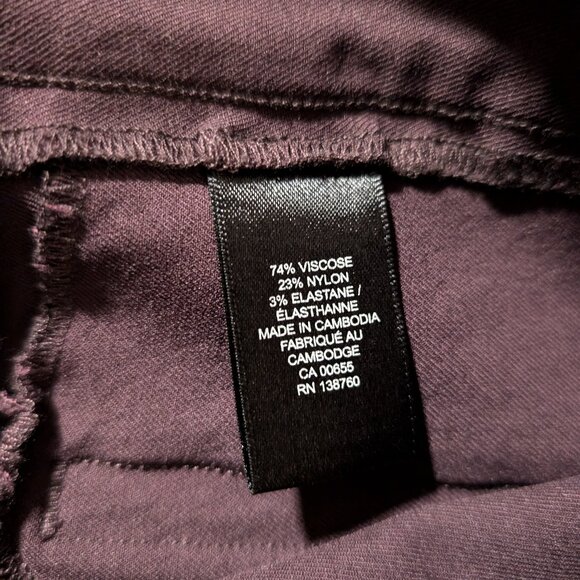 74% VISCOSE
23% NYLON
3% ELASTANE /
ÉLASTHANNE
MADE IN CAMBODIA
FABRIQUÉ AU
CAMBODGE
CA 00655
RN 138760